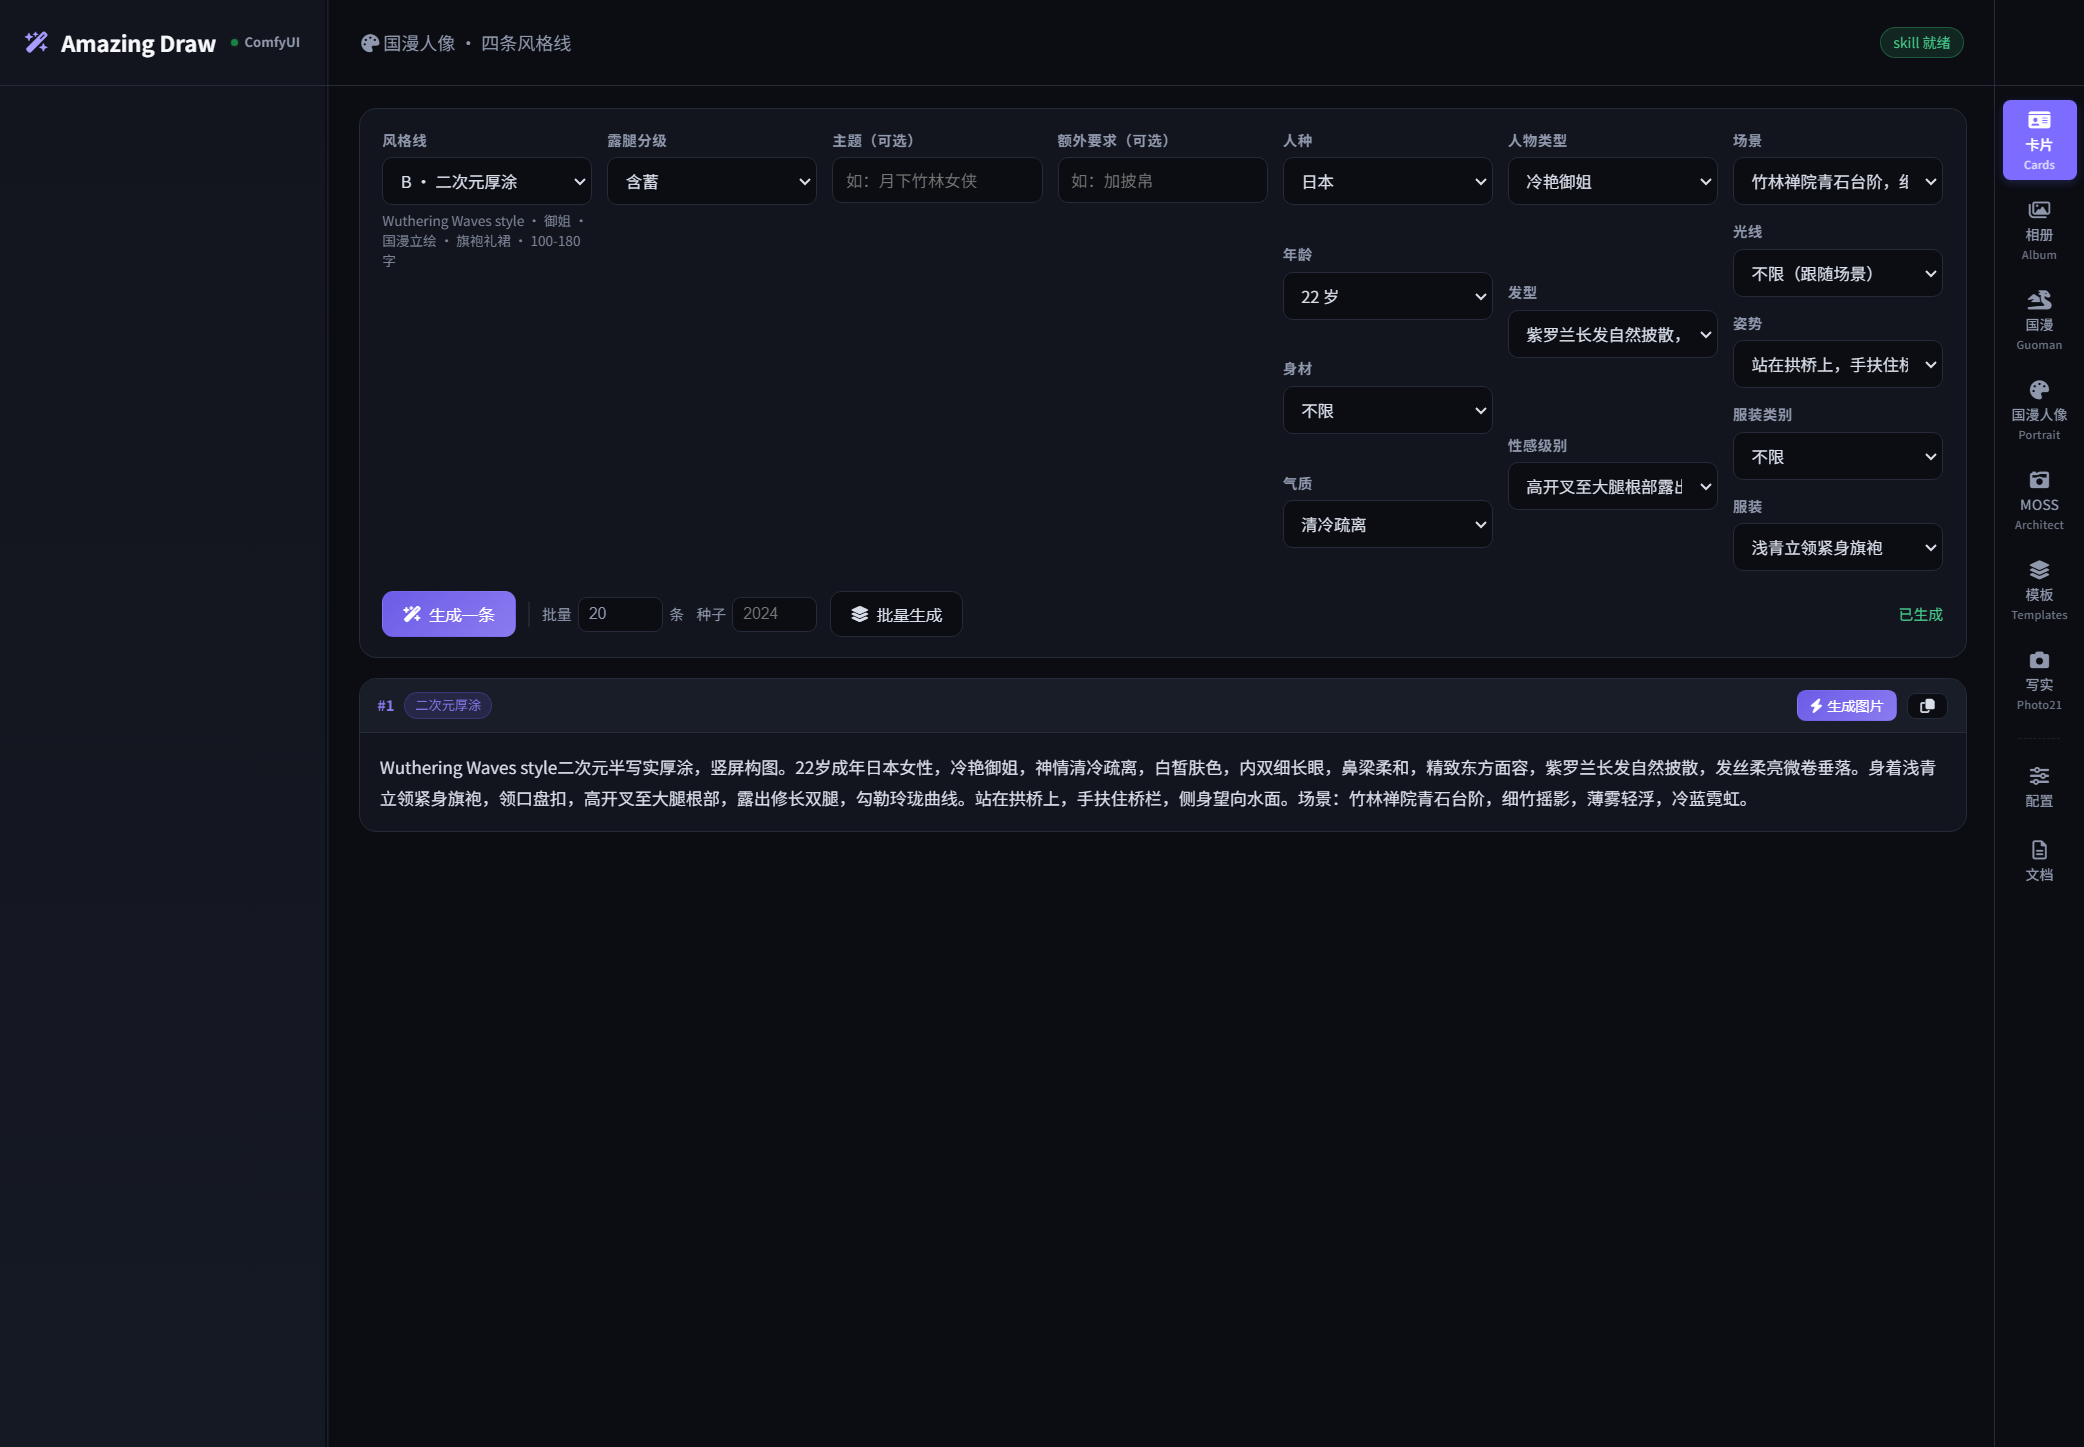 Amazing Draw
ComfyUI
国漫人像 · 四条风格线
skill 就绪
风格线
B · 二次元厚涂
Wuthering Waves style · 御姐 ·
国漫立绘 · 旗袍礼裙 · 100-180
字
露腿分级
含蓄
主题（可选）
如：月下竹林女侠
额外要求（可选）
如：加披帛
人种
日本
年龄
22 岁
身材
不限
气质
清冷疏离
人物类型
冷艳御姐
发型
紫罗兰长发自然披散，
性感级别
高开叉至大腿根部露出
场景
竹林禅院青石台阶，细
光线
不限（跟随场景）
姿势
站在拱桥上，手扶住桥
服装类别
不限
服装
浅青立领紧身旗袍
生成一条
批量
20
条
种子
2024
批量生成
已生成
#1
二次元厚涂
生成图片
Wuthering Waves style二次元半写实厚涂，竖屏构图。22岁成年日本女性，冷艳御姐，神情清冷疏离，白皙肤色，内双细长眼，鼻梁柔和，精致东方面容，紫罗兰长发自然披散，发丝柔亮微卷垂落。身着浅青
立领紧身旗袍，领口盘扣，高开叉至大腿根部，露出修长双腿，勾勒玲珑曲线。站在拱桥上，手扶住桥栏，侧身望向水面。场景：竹林禅院青石台阶，细竹摇影，薄雾轻浮，冷蓝霓虹。
卡片
Cards
相册
Album
国漫
Guoman
国漫人像
Portrait
MOSS
Architect
模板
Templates
写实
Photo21
配置
文档